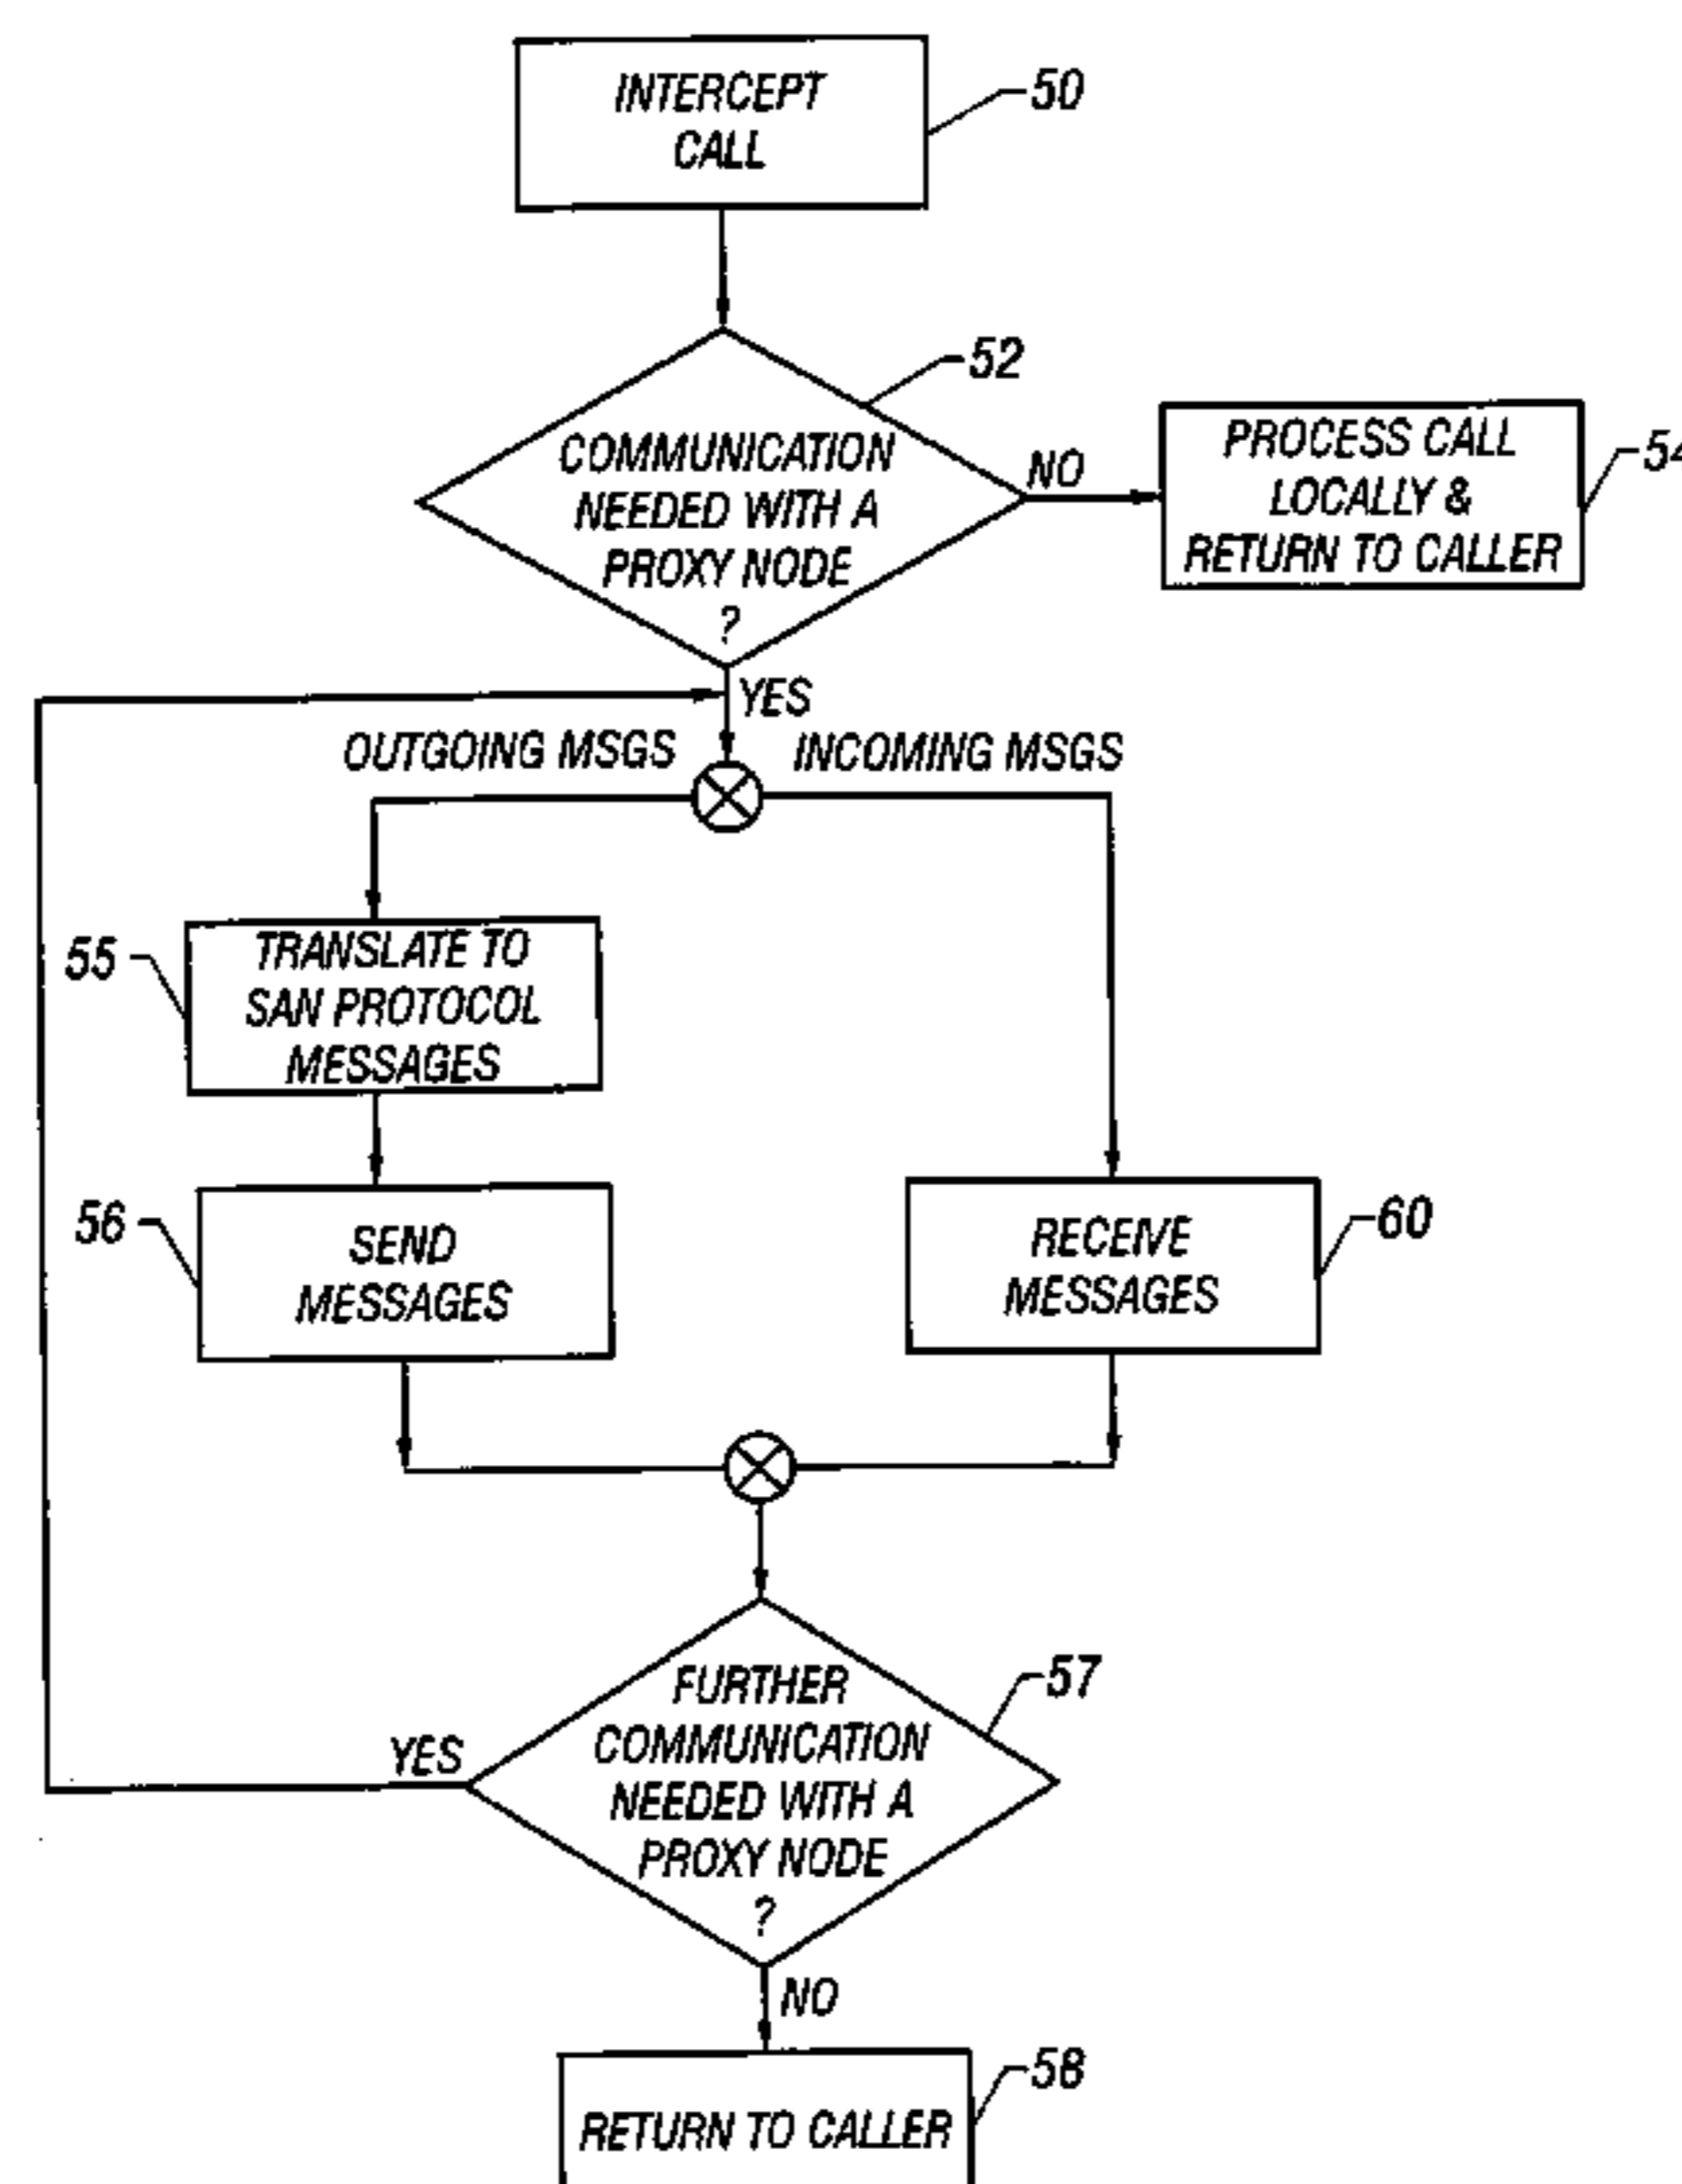 INTERCEPT
CALL
50
52
COMMUNICATION
NEEDED WITH A
PROXY NODE
?
NO
PROCESS CALL
LOCALLY &
RETURN TO CALLER
54
YES
OUTGOING MSGS
INCOMING MSGS
55
TRANSLATE TO
SAN PROTOCOL
MESSAGES
56
SEND
MESSAGES
RECEIVE
MESSAGES
60
57
FURTHER
COMMUNICATION
NEEDED WITH A
PROXY NODE
?
YES
NO
58
RETURN TO CALLER